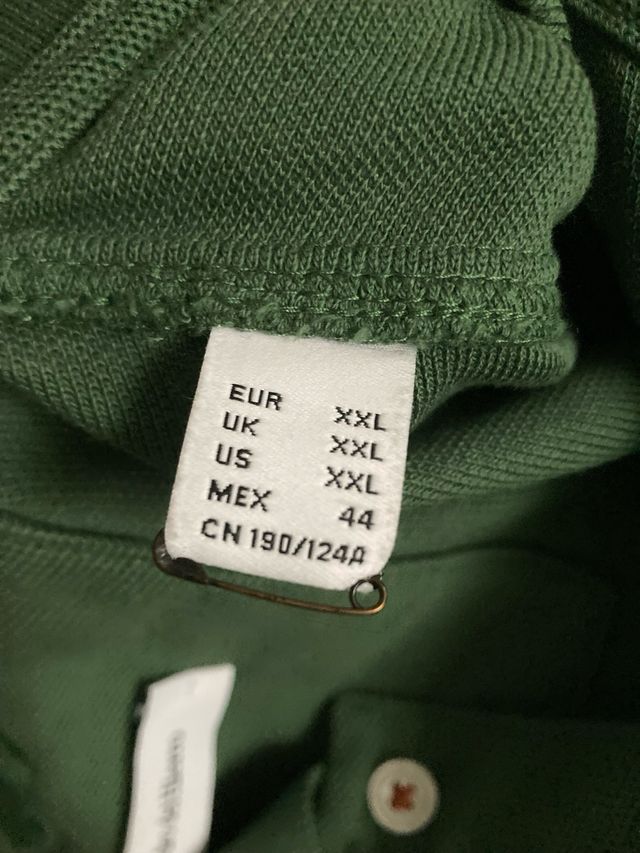 EUR XXL
UK XXL
US XXL
MEX 44
CN 190/124A